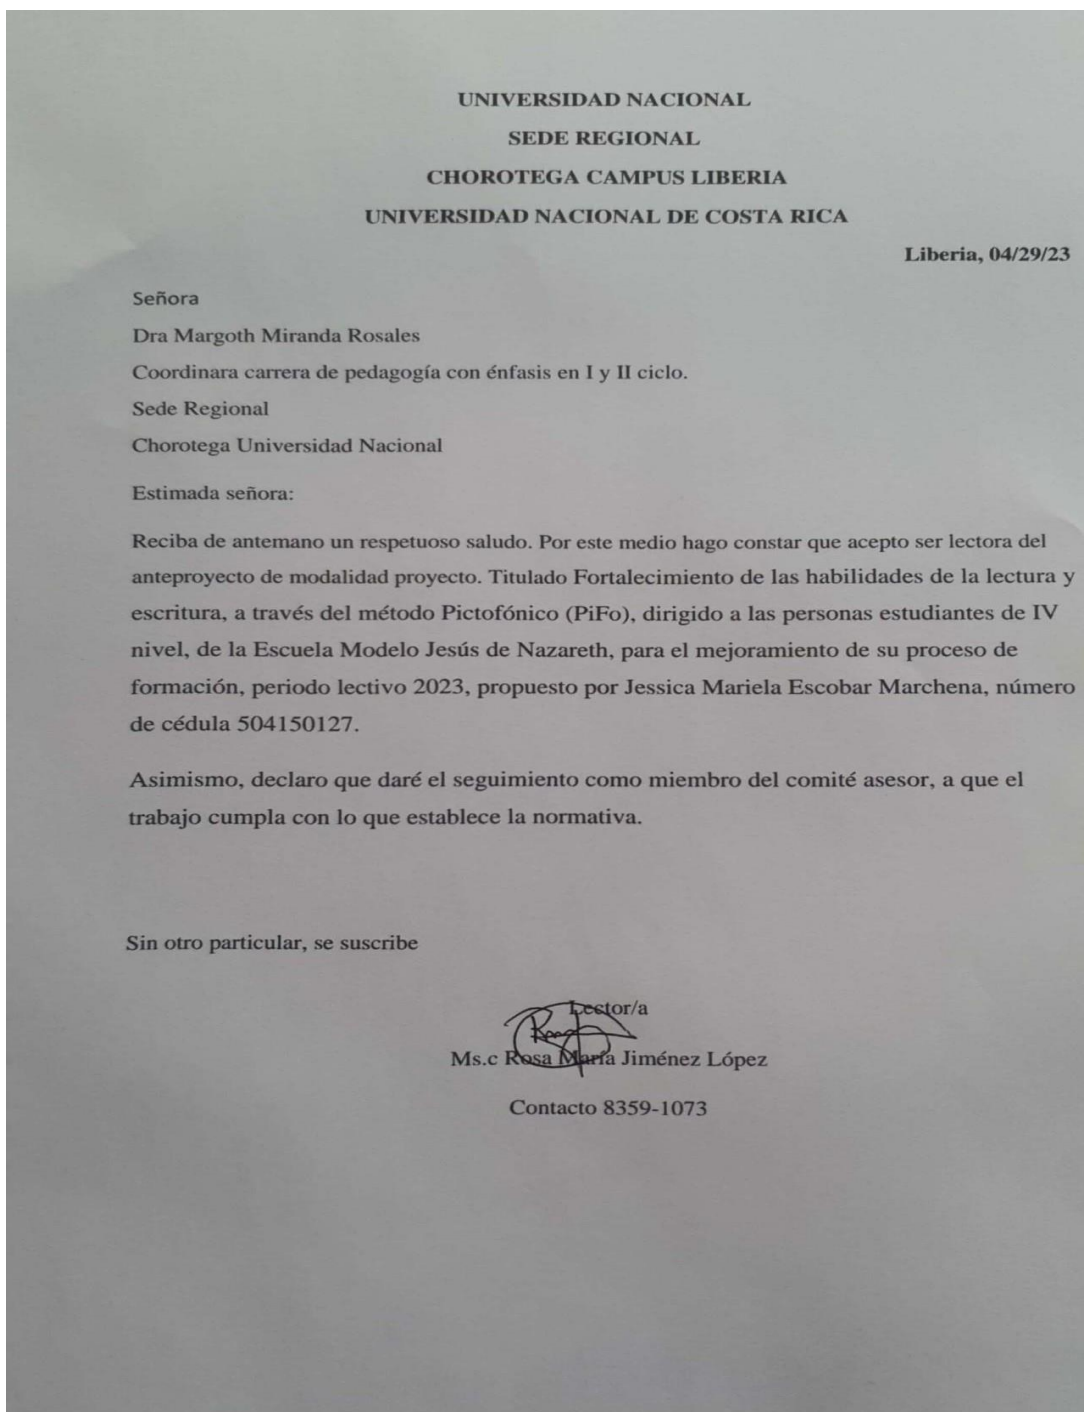 UNIVERSIDAD NACIONAL
SEDE REGIONAL
CHOROTEGA CAMPUS LIBERIA
UNIVERSIDAD NACIONAL DE COSTA RICA
Liberia, 04/29/23
Señora
Dra Margoth Miranda Rosales
Coordinara carrera de pedagogía con énfasis en I y II ciclo.
Sede Regional
Chorotega Universidad Nacional
Estimada señora:
Reciba de antemano un respetuoso saludo. Por este medio hago constar que acepto ser lectora del
anteproyecto de modalidad proyecto. Titulado Fortalecimiento de las habilidades de la lectura y
escritura, a través del método Pictofónico (PiFo), dirigido a las personas estudiantes de IV
nivel, de la Escuela Modelo Jesús de Nazareth, para el mejoramiento de su proceso de
formación, periodo lectivo 2023, propuesto por Jessica Mariela Escobar Marchena, número
de cédula 504150127.
Asimismo, declaro que daré el seguimiento como miembro del comité asesor, a que el
trabajo cumpla con lo que establece la normativa.
Sin otro particular, se suscribe
Lector/a
Ms.c Rosa María Jiménez López
Contacto 8359-1073